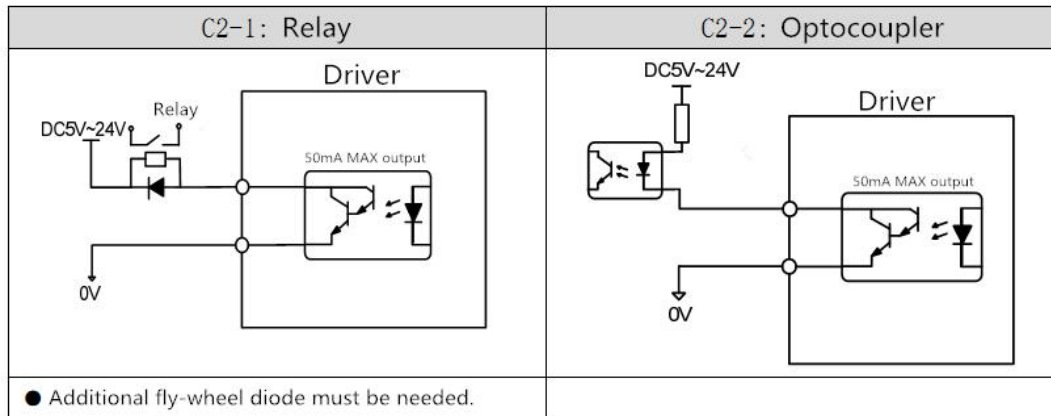 C2-1: Relay
Driver
Relay
DC5V~24V
50mA MAX output
0V
● Additional fly-wheel diode must be needed.
C2-2: Optocoupler
DC5V~24V
Driver
50mA MAX output
0V